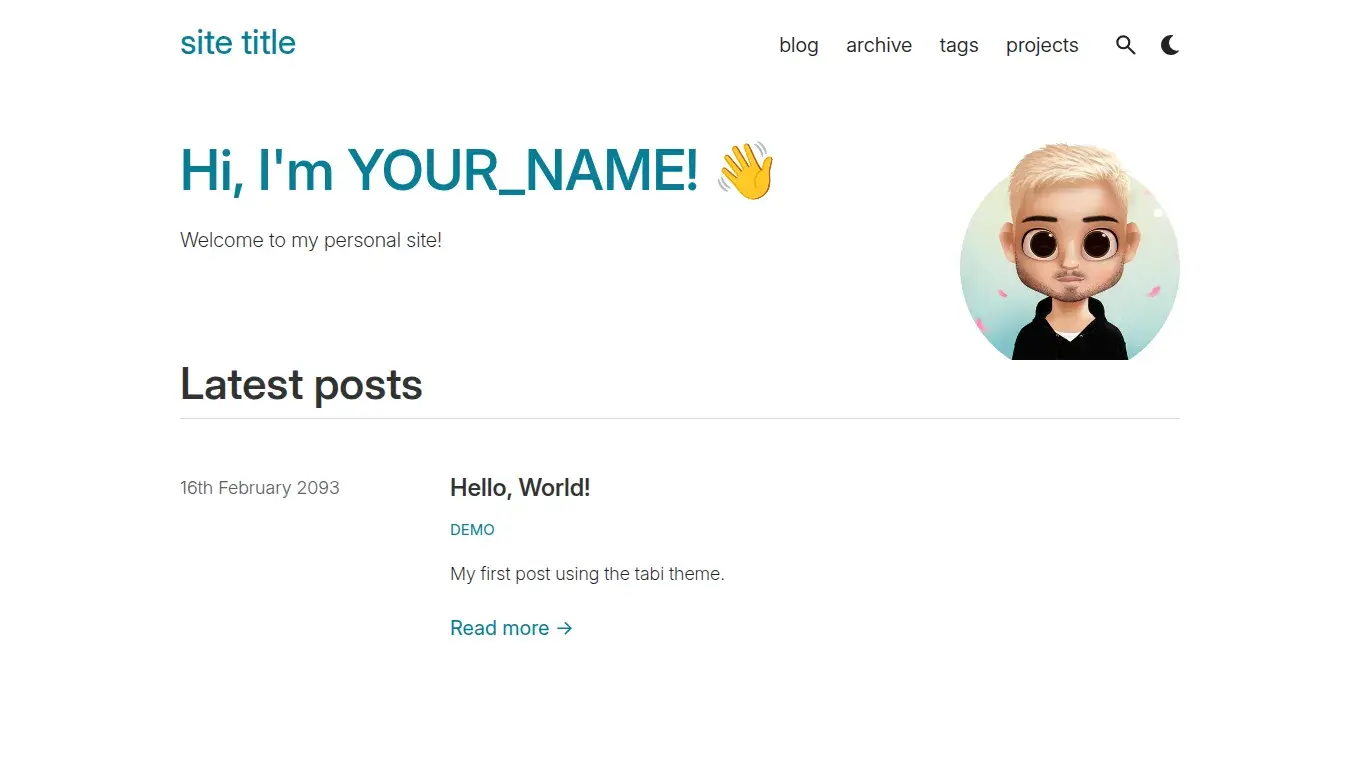 site title
blog archive tags projects
Hi, I'm YOUR_NAME! 👋
Welcome to my personal site!
Latest posts
16th February 2093
Hello, World!
DEMO
My first post using the tabi theme.
Read more →